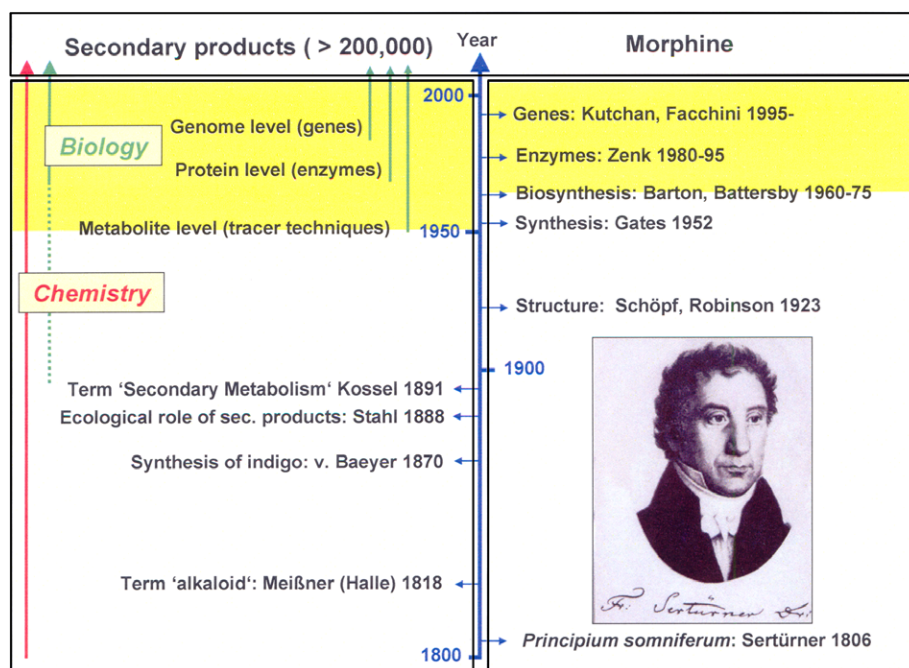 Secondary products ( > 200,000)
Year
Morphine
2000
Genome level (genes)
Genes: Kutchan, Facchini 1995-
Biology
Protein level (enzymes)
Enzymes: Zenk 1980-95
Biosynthesis: Barton, Battersby 1960-75
Metabolite level (tracer techniques)
1950
Synthesis: Gates 1952
Chemistry
Structure: Schöpf, Robinson 1923
1900
Term ‘Secondary Metabolism‘ Kossel 1891
Ecological role of sec. products: Stahl 1888
Synthesis of indigo: v. Baeyer 1870
Term ‘alkaloid‘: Meißner (Halle) 1818
Fr. Sertürner Dr:
Principium somniferum: Sertürner 1806
1800